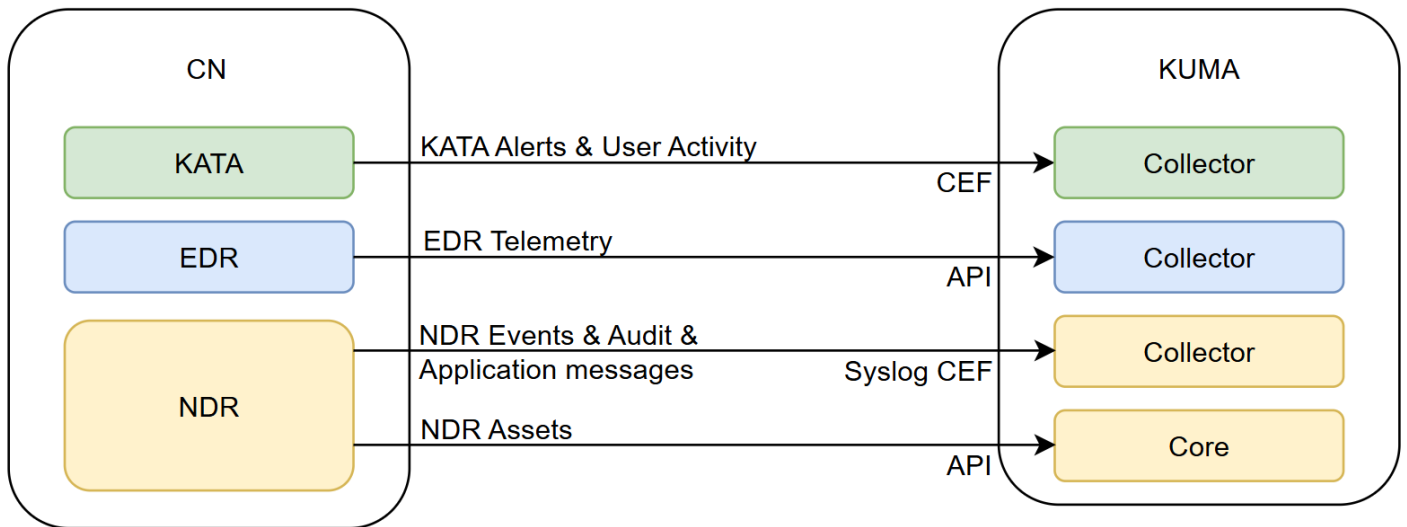 CN
KUMA
KATA
KATA Alerts & User Activity
CEF
Collector
EDR
EDR Telemetry
API
Collector
NDR
NDR Events & Audit &
Application messages
Syslog CEF
Collector
NDR Assets
API
Core